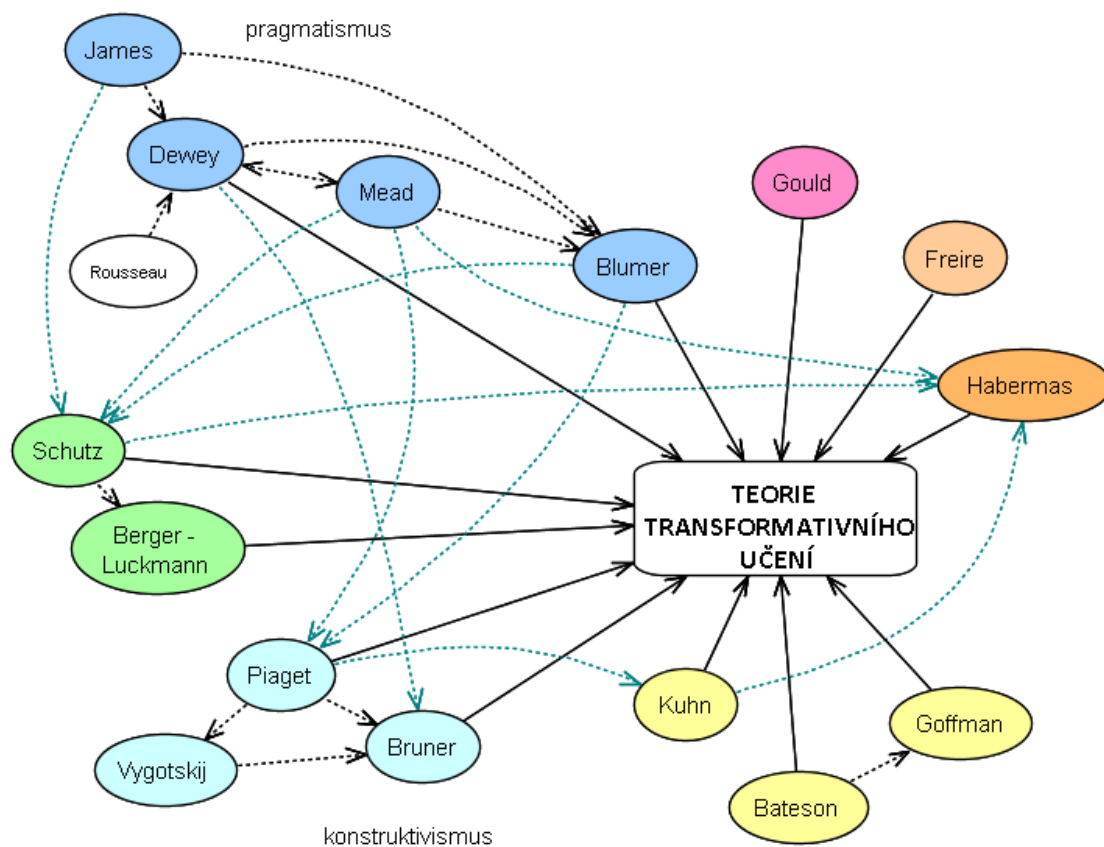 pragmatismus
James
Dewey
Mead
Gould
Rousseau
Blumer
Freire
Habermas
Schutz
TEORIE
TRANSFORMATIVNÍHO
UČENÍ
Berger -
Luckmann
Piaget
Kuhn
Goffman
Bruner
Vygotskij
Bateson
konstruktivismus